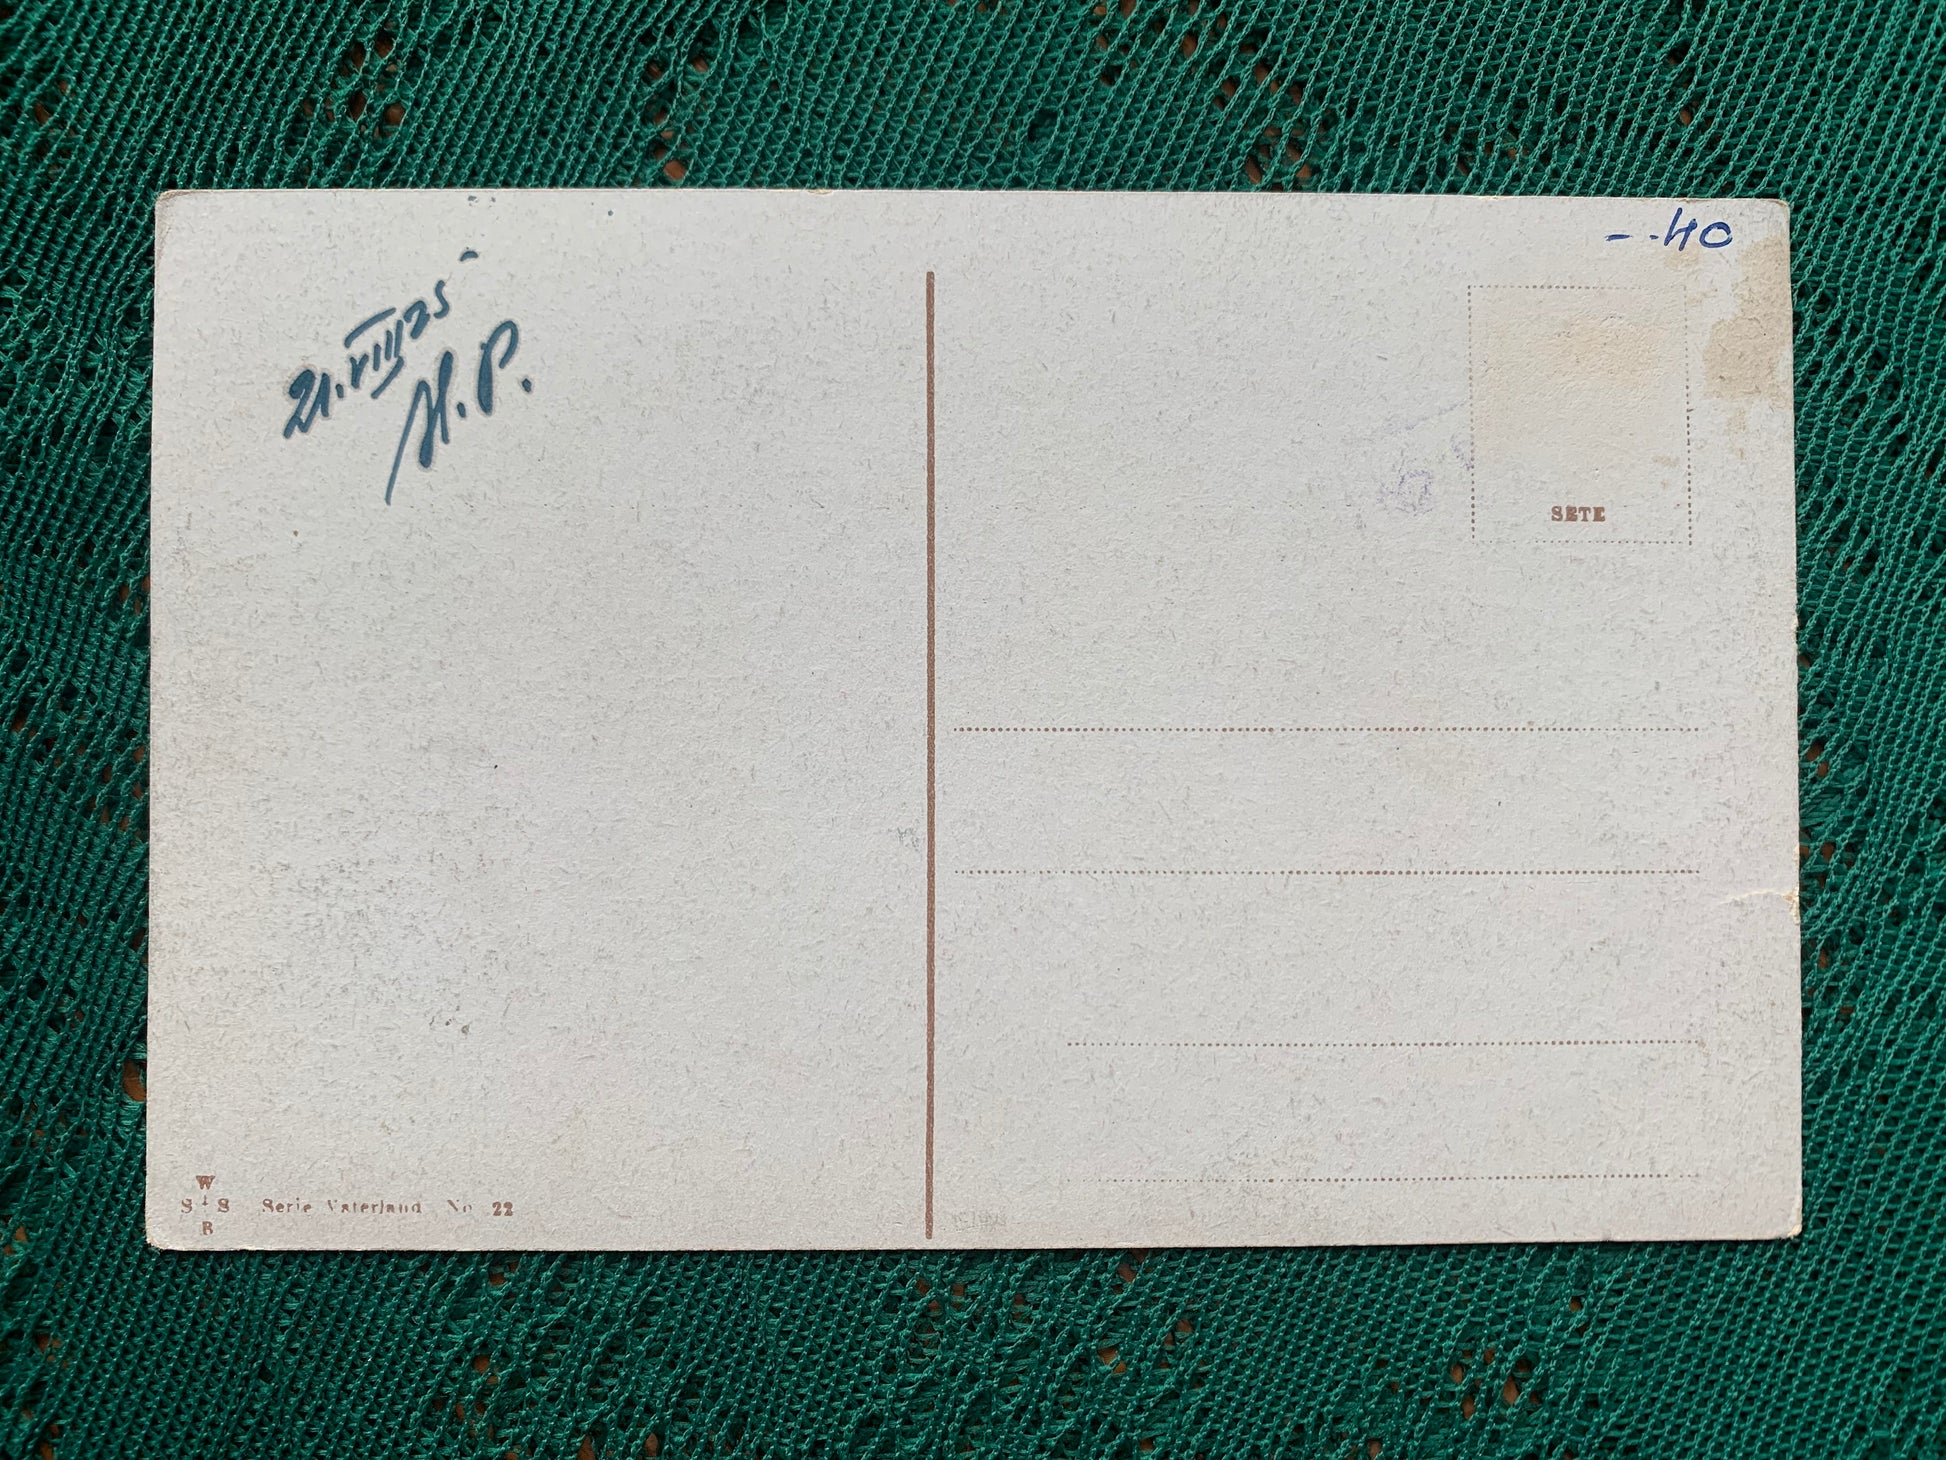 21.VIII 25
H.P.
-.40
SETE
W
S I S
B
Serie Vaterland No 22